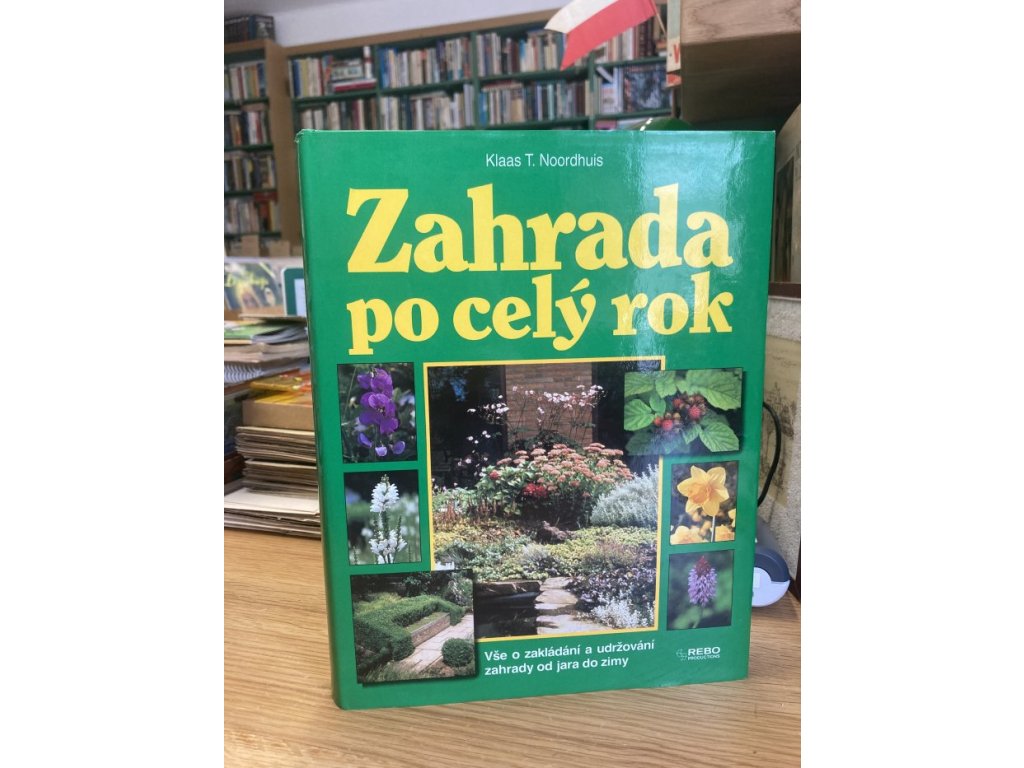 Klaas T. Noordhuis
Zahrada
po celý rok
Vše o zakládání a udržování
zahrady od jara do zimy
REBO
PRODUCTIONS